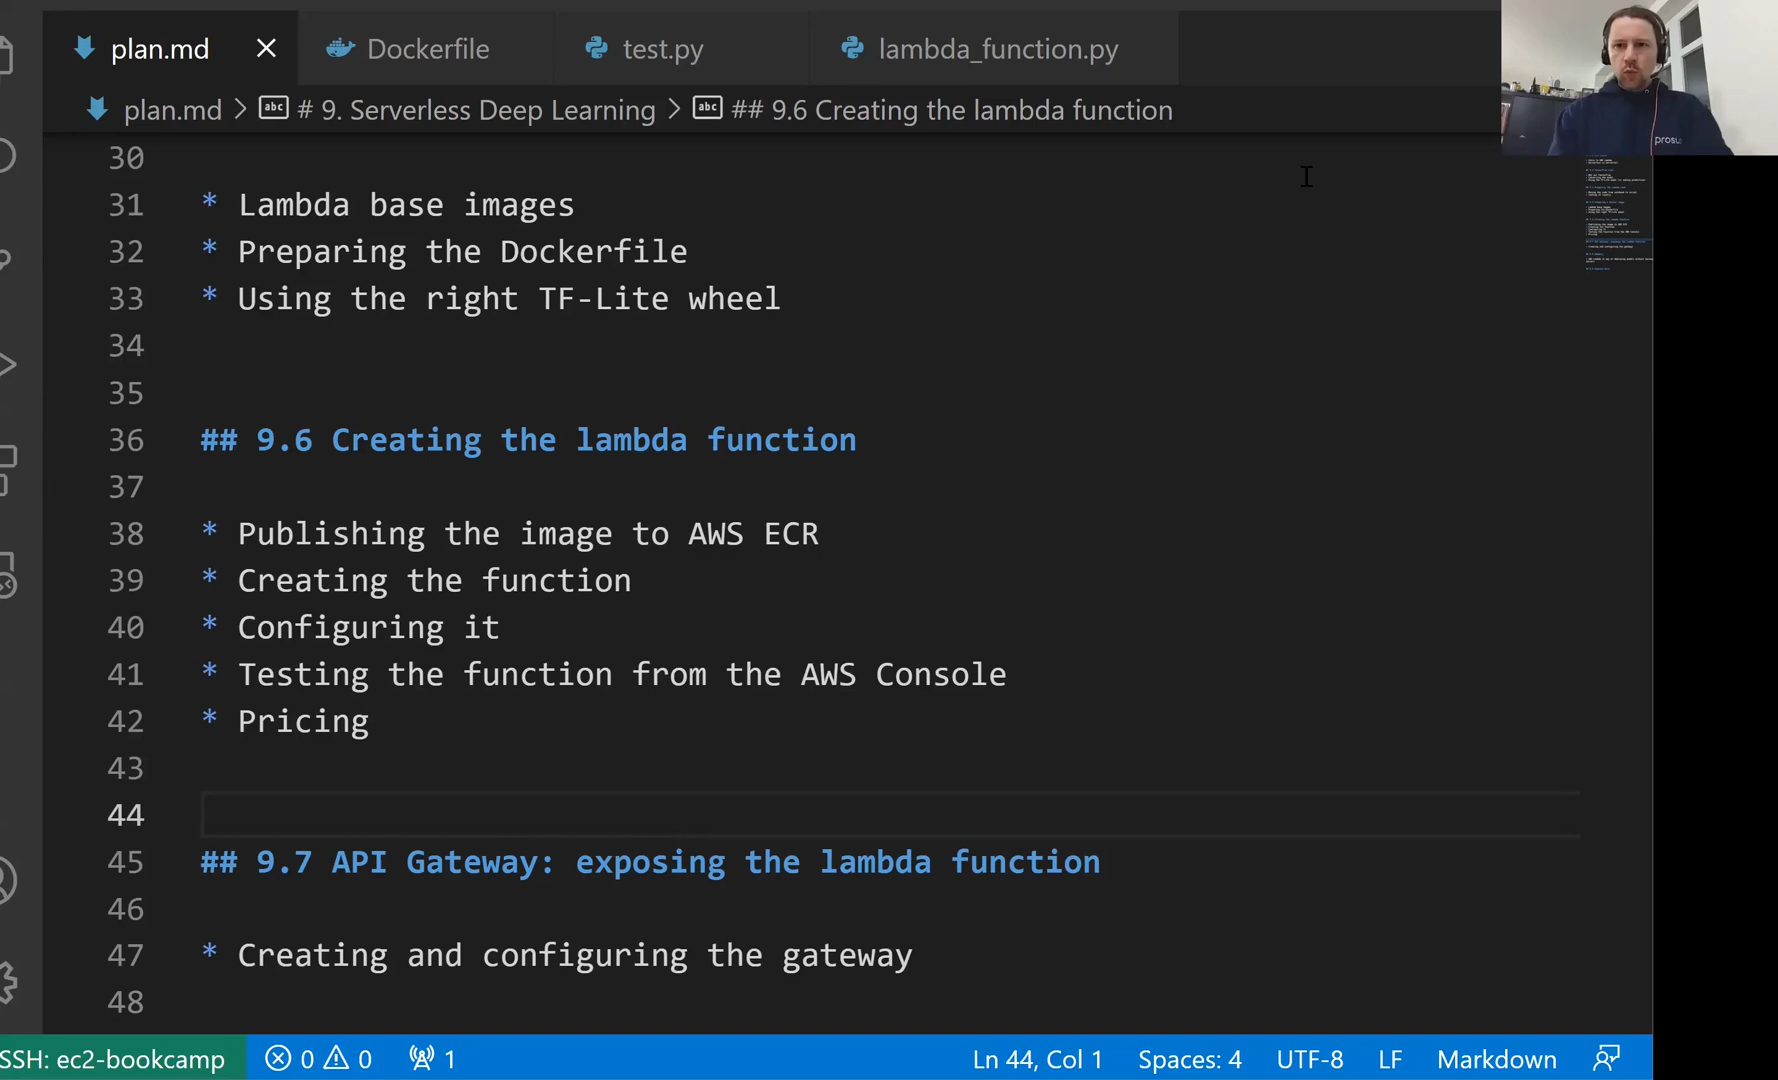 plan.md
Dockerfile
test.py
lambda_function.py
plan.md > abc # 9. Serverless Deep Learning > abc ## 9.6 Creating the lambda function
30
31 * Lambda base images
32 * Preparing the Dockerfile
33 * Using the right TF-Lite wheel
34
35
36 ## 9.6 Creating the lambda function
37
38 * Publishing the image to AWS ECR
39 * Creating the function
40 * Configuring it
41 * Testing the function from the AWS Console
42 * Pricing
43
44
45 ## 9.7 API Gateway: exposing the lambda function
46
47 * Creating and configuring the gateway
48
SSH: ec2-bookcamp 0 0 1 Ln 44, Col 1 Spaces: 4 UTF-8 LF Markdown